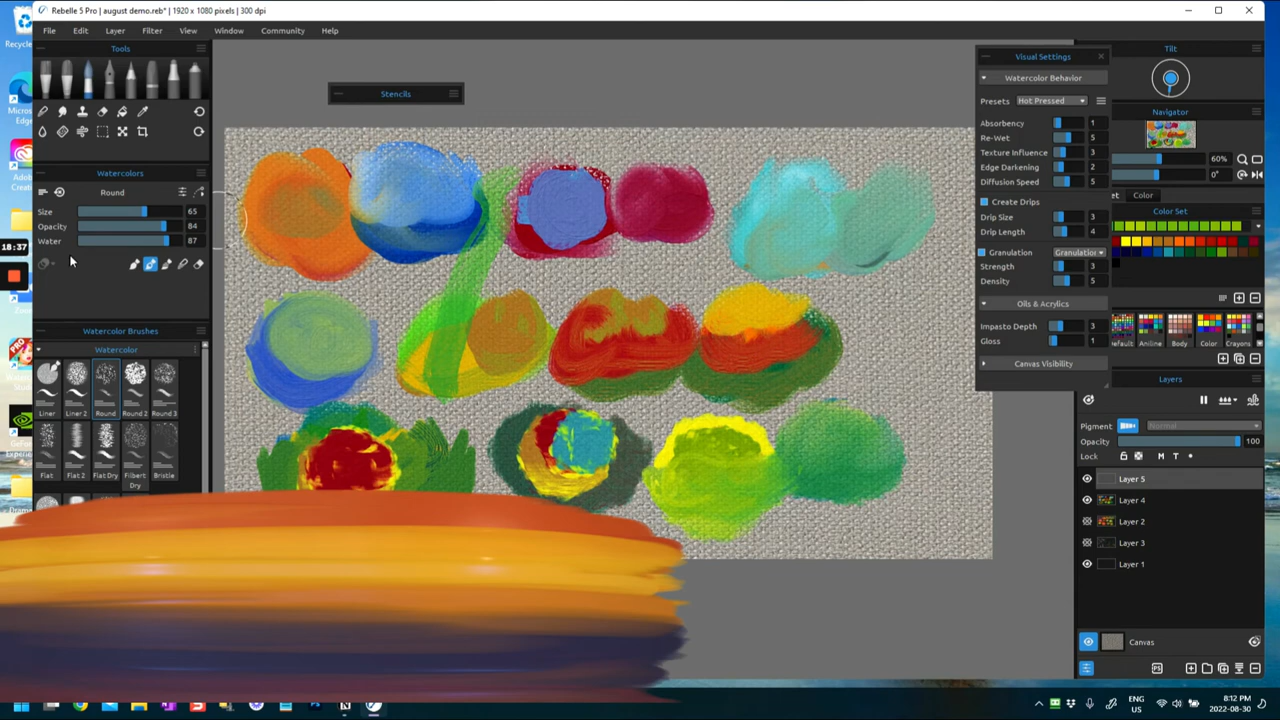 Rebelle 5 Pro | august demo.reb* | 1920 x 1080 pixels | 300 dpi
File Edit Layer Filter View Window Community Help
Tools
Stencils
Visual Settings
Tilt
Watercolor Behavior
Presets Hot Pressed
Absorbency 1
Re-Wet 5
Texture Influence 3
Edge Darkening 2
Diffusion Speed 5
Create Drips
Drip Size 3
Drip Length 4
Granulation Granulation
Strength 3
Density 5
Oils & Acrylics
Impasto Depth 3
Gloss 1
Canvas Visibility
Navigator
60%
0°
Color
Color Set
Aniline Body Color Crayons
Layers
Pigment Normal
Opacity 100
Lock M T
Layer 5
Layer 4
Layer 2
Layer 3
Layer 1
Canvas
PS
Watercolors
Round
Size 65
Opacity 84
Water 87
18:37
Watercolor Brushes
Watercolor
Liner Liner 2 Round Round 2 Round 3
Flat Flat 2 Flat Dry Filbert Dry Bristle
ENG
US
8:12 PM
2022-08-30